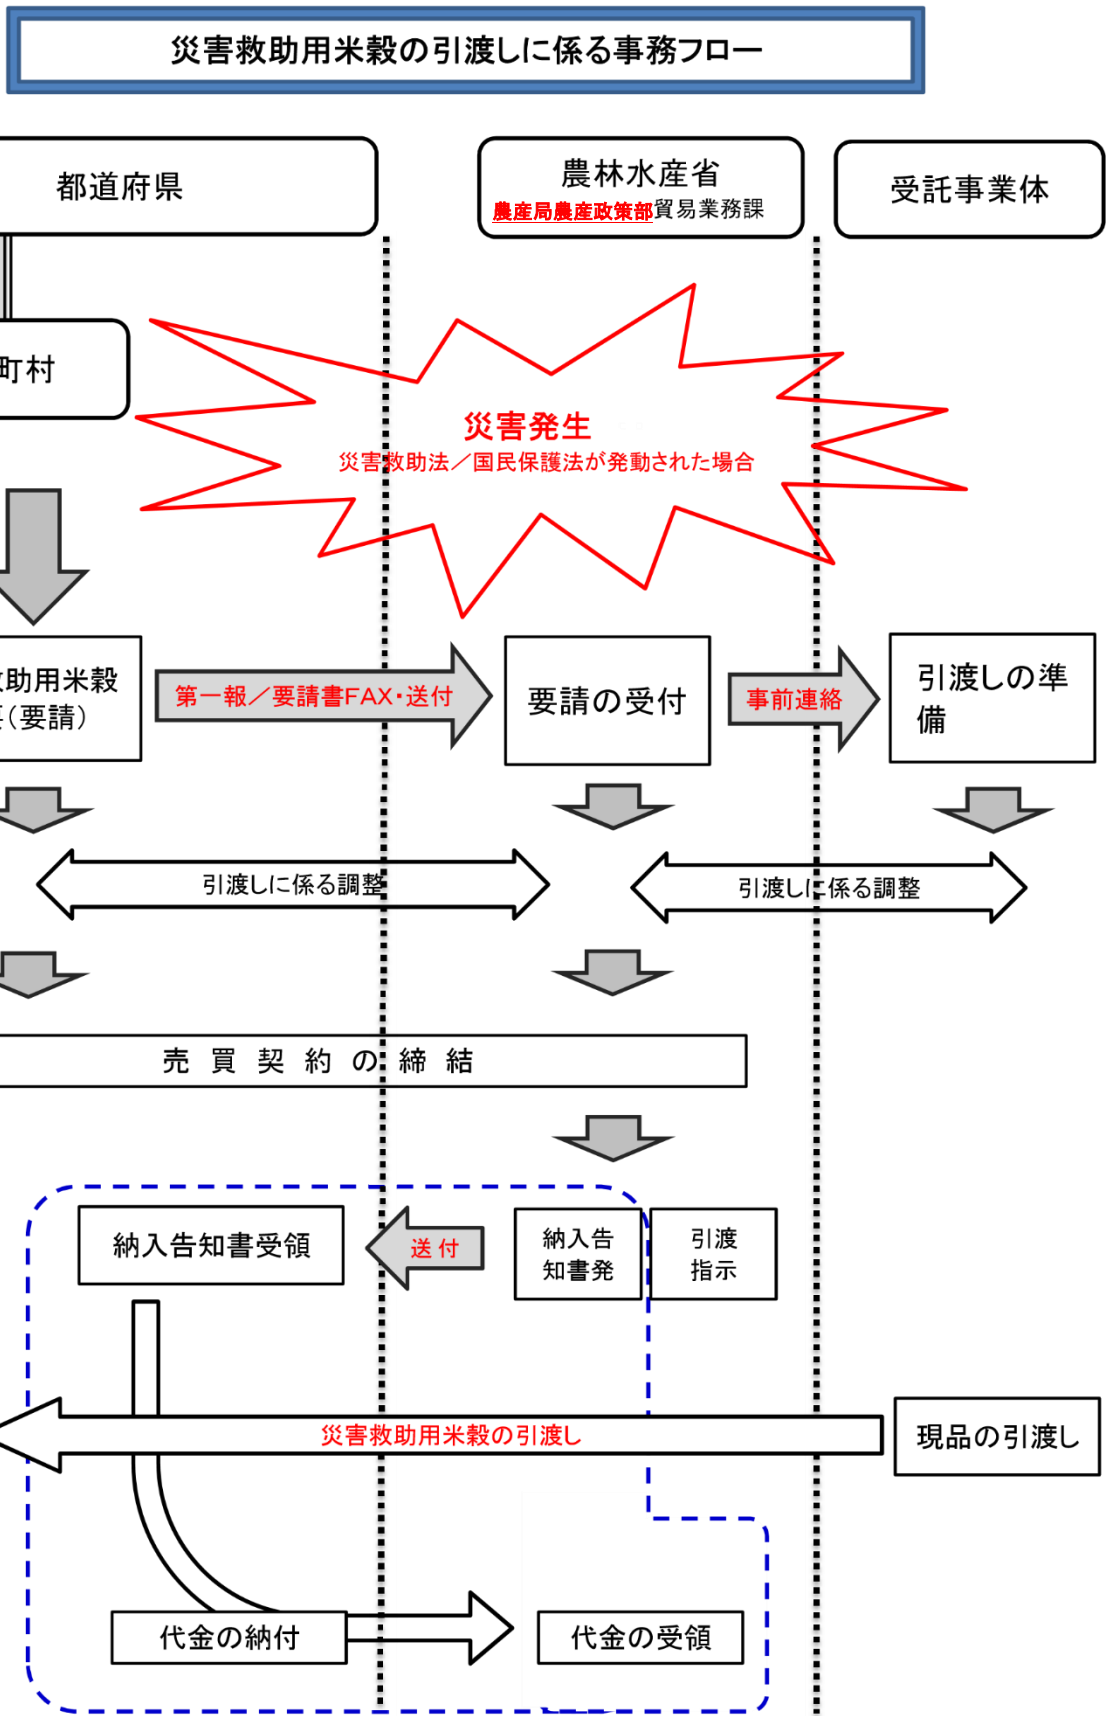 災害救助用米穀の引渡しに係る事務フロー
都道府県
農林水産省
農産局農産政策部貿易業務課
受託事業体
町村
災害発生
災害救助法／国民保護法が発動された場合
助用米穀
（要請）
第一報／要請書FAX・送付
要請の受付
事前連絡
引渡しの準
備
引渡しに係る調整
引渡しに係る調整
売買契約の締結
納入告知書受領
送付
納入告
知書発
引渡
指示
災害救助用米穀の引渡し
現品の引渡し
代金の納付
代金の受領